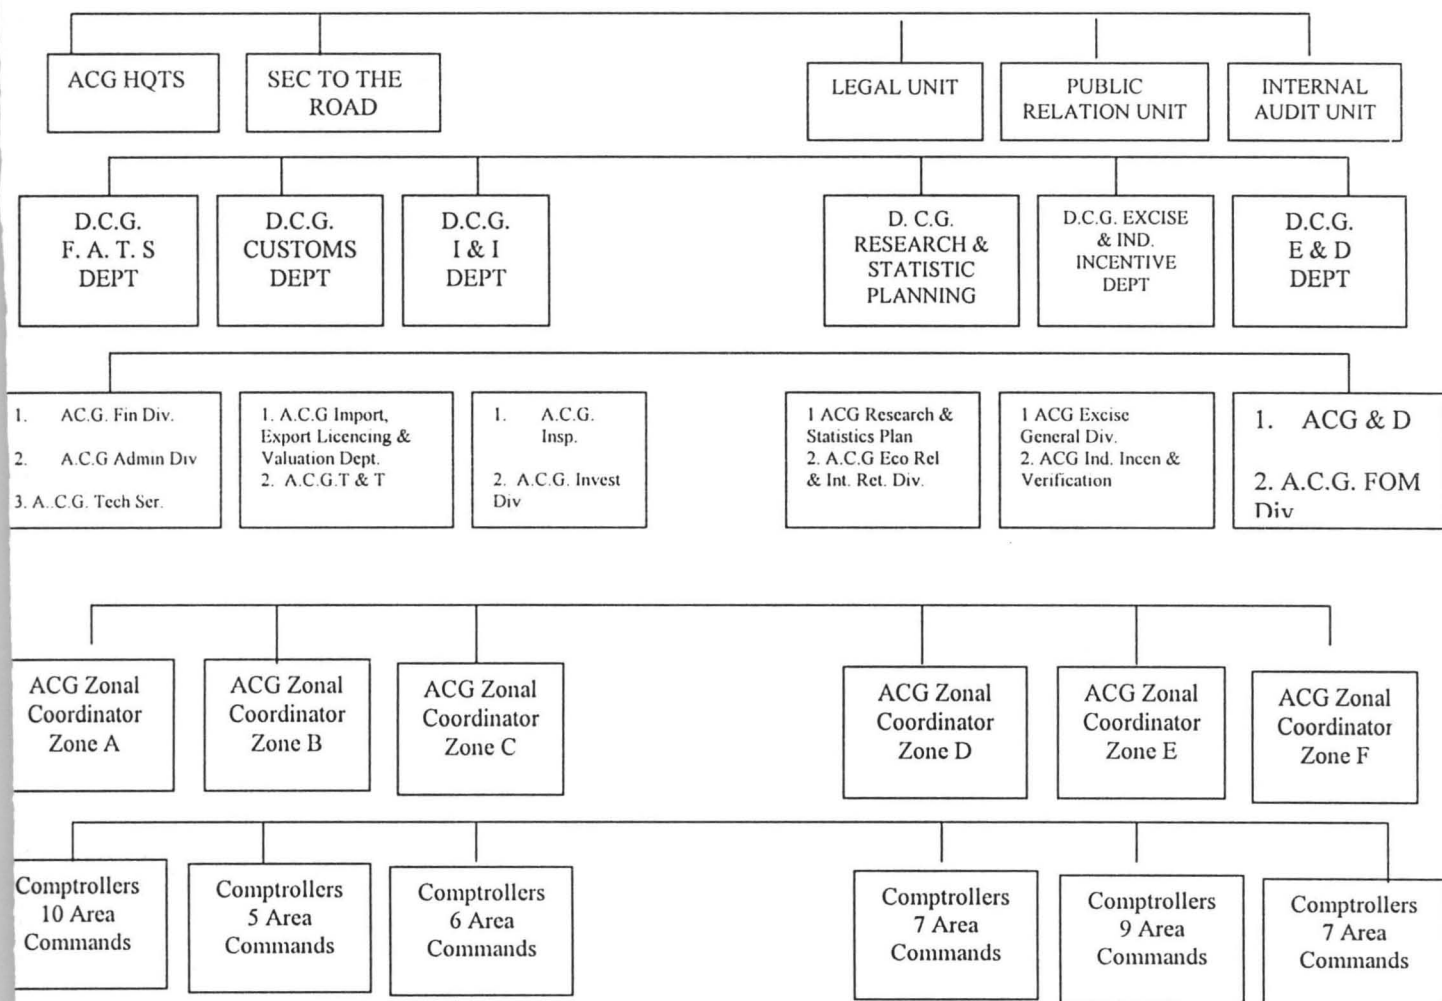 ACG HQTS
SEC TO THE
ROAD
LEGAL UNIT
PUBLIC
RELATION UNIT
INTERNAL
AUDIT UNIT
D.C.G.
F. A. T. S
DEPT
D.C.G.
CUSTOMS
DEPT
D.C.G.
I & I
DEPT
D. C.G.
RESEARCH &
STATISTIC
PLANNING
D.C.G. EXCISE
& IND.
INCENTIVE
DEPT
D.C.G.
E & D
DEPT
1. AC.G. Fin Div.
2. A.C.G Admin Div
3. A..C.G. Tech Ser.
1. A.C.G Import,
Export Licencing &
Valuation Dept.
2. A.C.G.T & T
1. A.C.G.
Insp.
2. A.C.G. Invest
Div
1 ACG Research &
Statistics Plan
2. A.C.G Eco Rel
& Int. Ret. Div.
1 ACG Excise
General Div.
2. ACG Ind. Incen &
Verification
1. ACG & D
2. A.C.G. FOM
Div
ACG Zonal
Coordinator
Zone A
ACG Zonal
Coordinator
Zone B
ACG Zonal
Coordinator
Zone C
ACG Zonal
Coordinator
Zone D
ACG Zonal
Coordinator
Zone E
ACG Zonal
Coordinator
Zone F
Comptrollers
10 Area
Commands
Comptrollers
5 Area
Commands
Comptrollers
6 Area
Commands
Comptrollers
7 Area
Commands
Comptrollers
9 Area
Commands
Comptrollers
7 Area
Commands